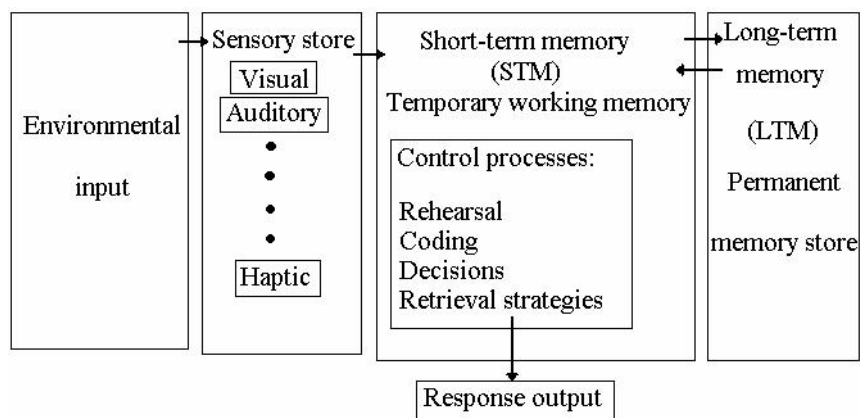 Environmental
input
Sensory store
Visual
Auditory
Haptic
Short-term memory
(STM)
Temporary working memory
Control processes:
Rehearsal
Coding
Decisions
Retrieval strategies
Response output
Long-term
memory
(LTM)
Permanent
memory store